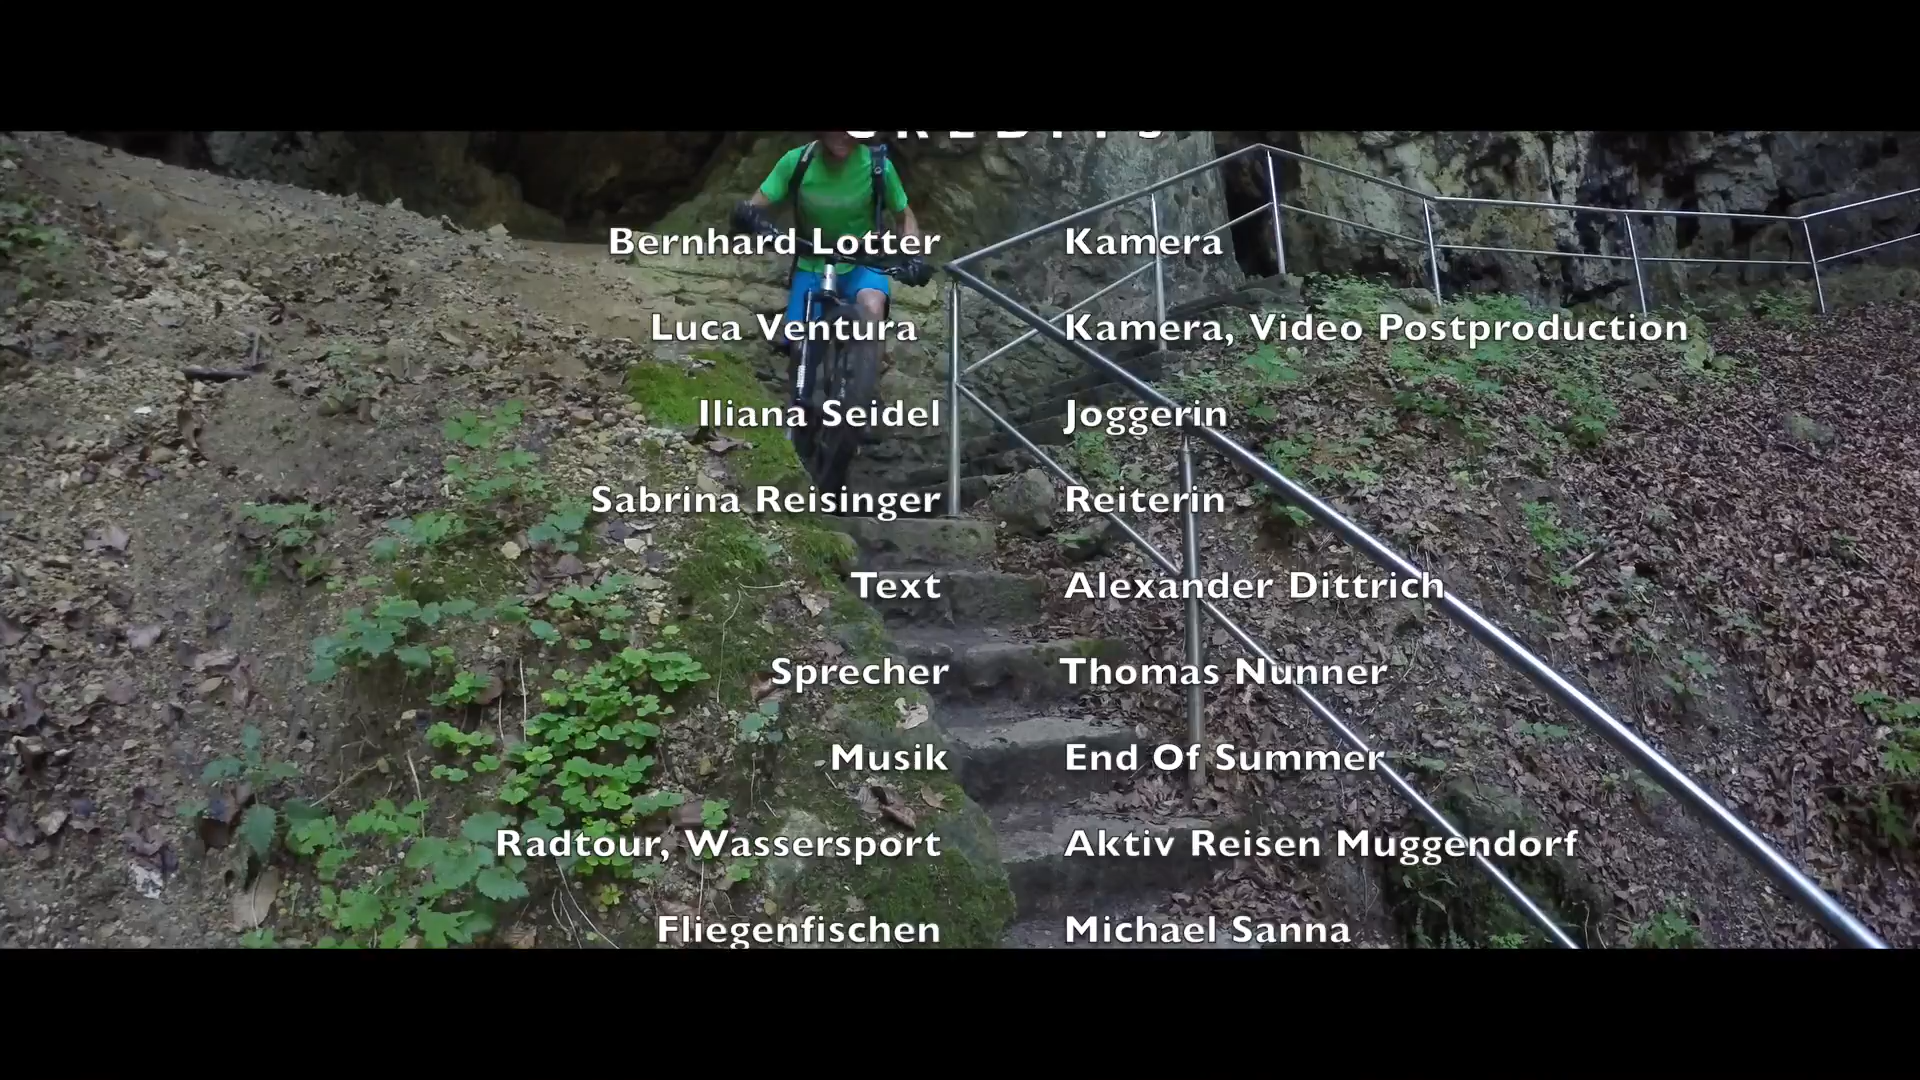 CREDITS
Bernhard Lotter Kamera
Luca Ventura Kamera, Video Postproduction
Iliana Seidel Joggerin
Sabrina Reisinger Reiterin
Text Alexander Dittrich
Sprecher Thomas Nunner
Musik End Of Summer
Radtour, Wassersport Aktiv Reisen Muggendorf
Fliegenfischen Michael Sanna